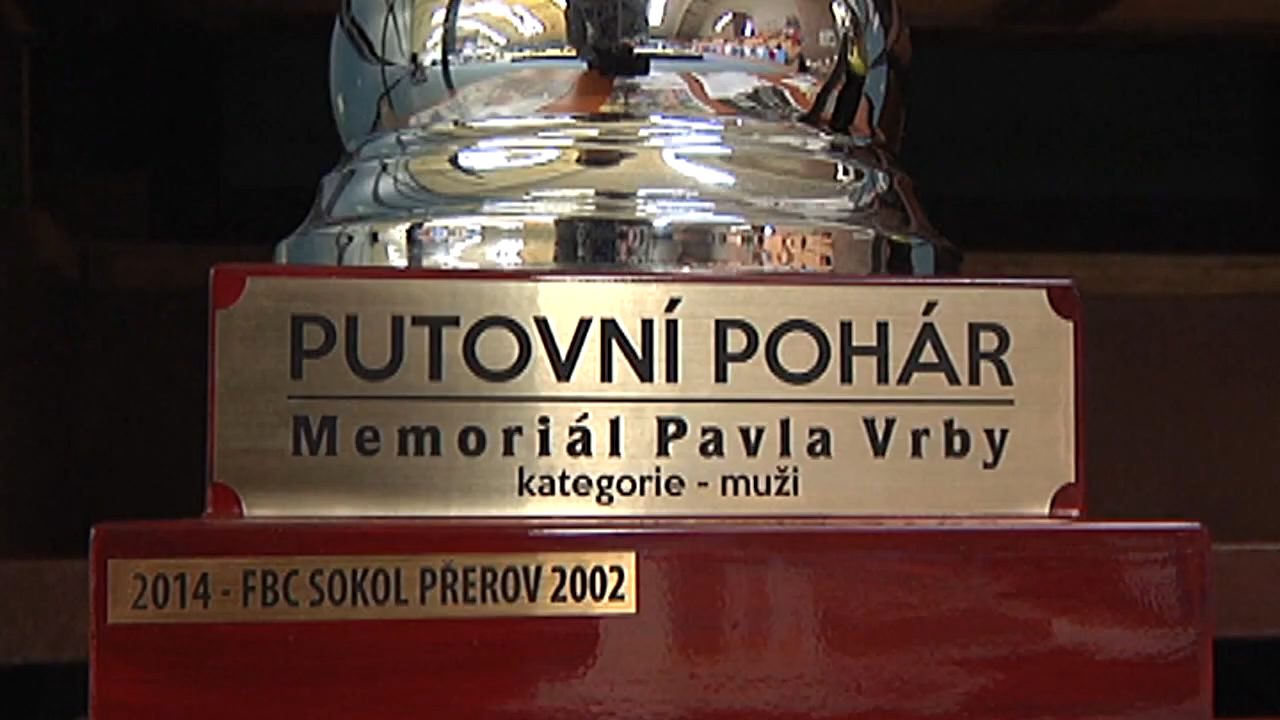 PUTOVNÍ POHÁR
Memoriál Pavla Vrby
kategorie - muži
2014 - FBC SOKOL PŘEROV 2002